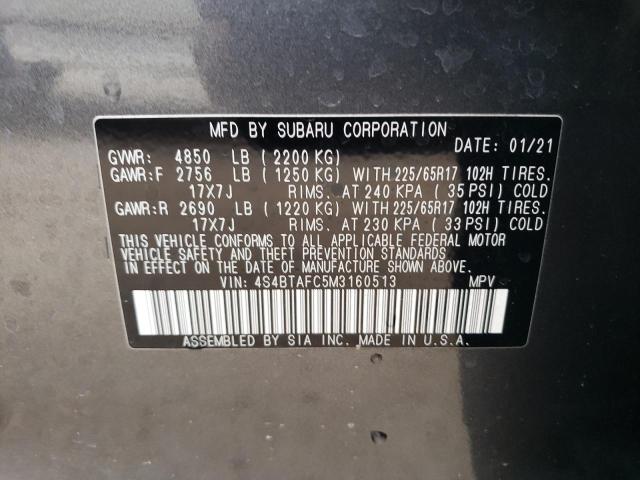 MFD BY SUBARU CORPORATION
DATE: 01/21
GVWR: 4850 LB (2200 KG)
GAWR:F 2756 LB (1250 KG) WITH 225/65R17 102H TIRES.
17X7J RIMS. AT 240 KPA (35 PSI) COLD
GAWR:R 2690 LB (1220 KG) WITH 225/65R17 102H TIRES.
17X7J RIMS. AT 230 KPA (33 PSI) COLD
THIS VEHICLE CONFORMS TO ALL APPLICABLE FEDERAL MOTOR
VEHICLE SAFETY AND THEFT PREVENTION STANDARDS
IN EFFECT ON THE DATE OF MANUFACTURE SHOWN ABOVE.
VIN: 4S4BTAFC5M3160513 MPV
ASSEMBLED BY SIA INC. MADE IN U.S.A.